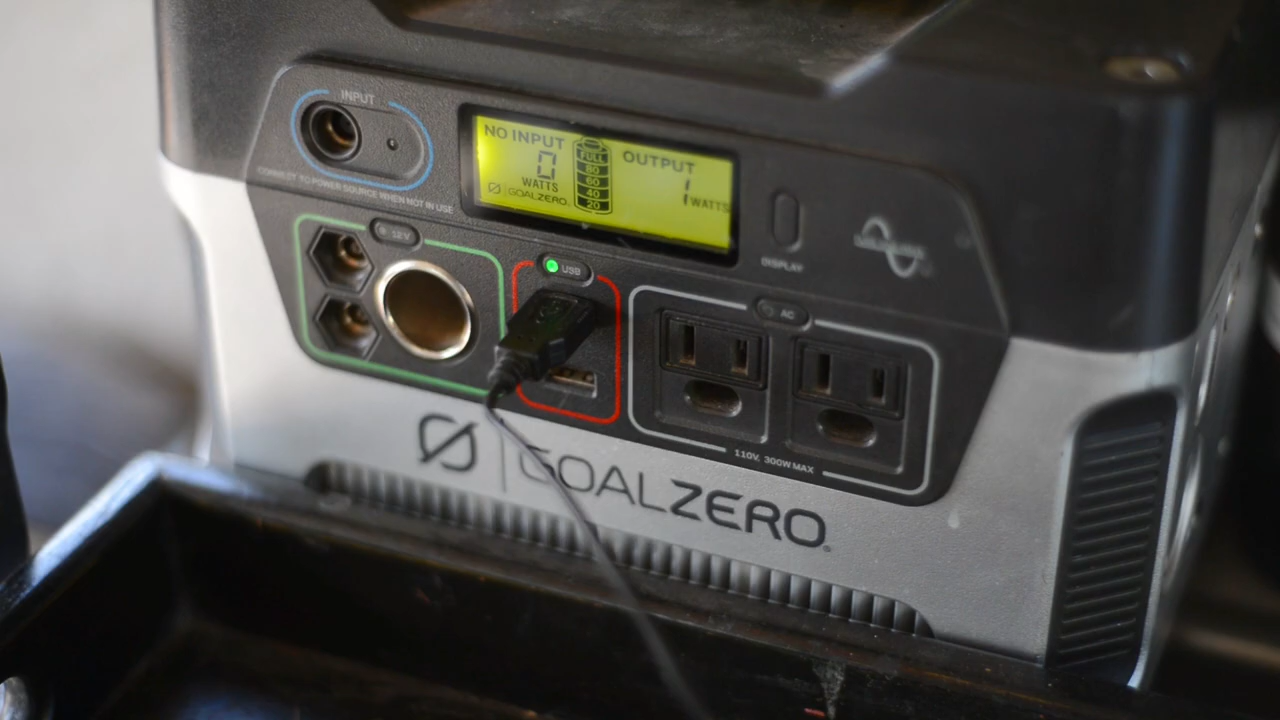 INPUT
CONNECT TO POWER SOURCE WHEN NOT IN USE
NO INPUT
0
WATTS
GOALZERO.
FULL
80
60
40
20
OUTPUT
1 WATTS
DISPLAY
12V
USB
AC
110V, 300W MAX
GOALZERO